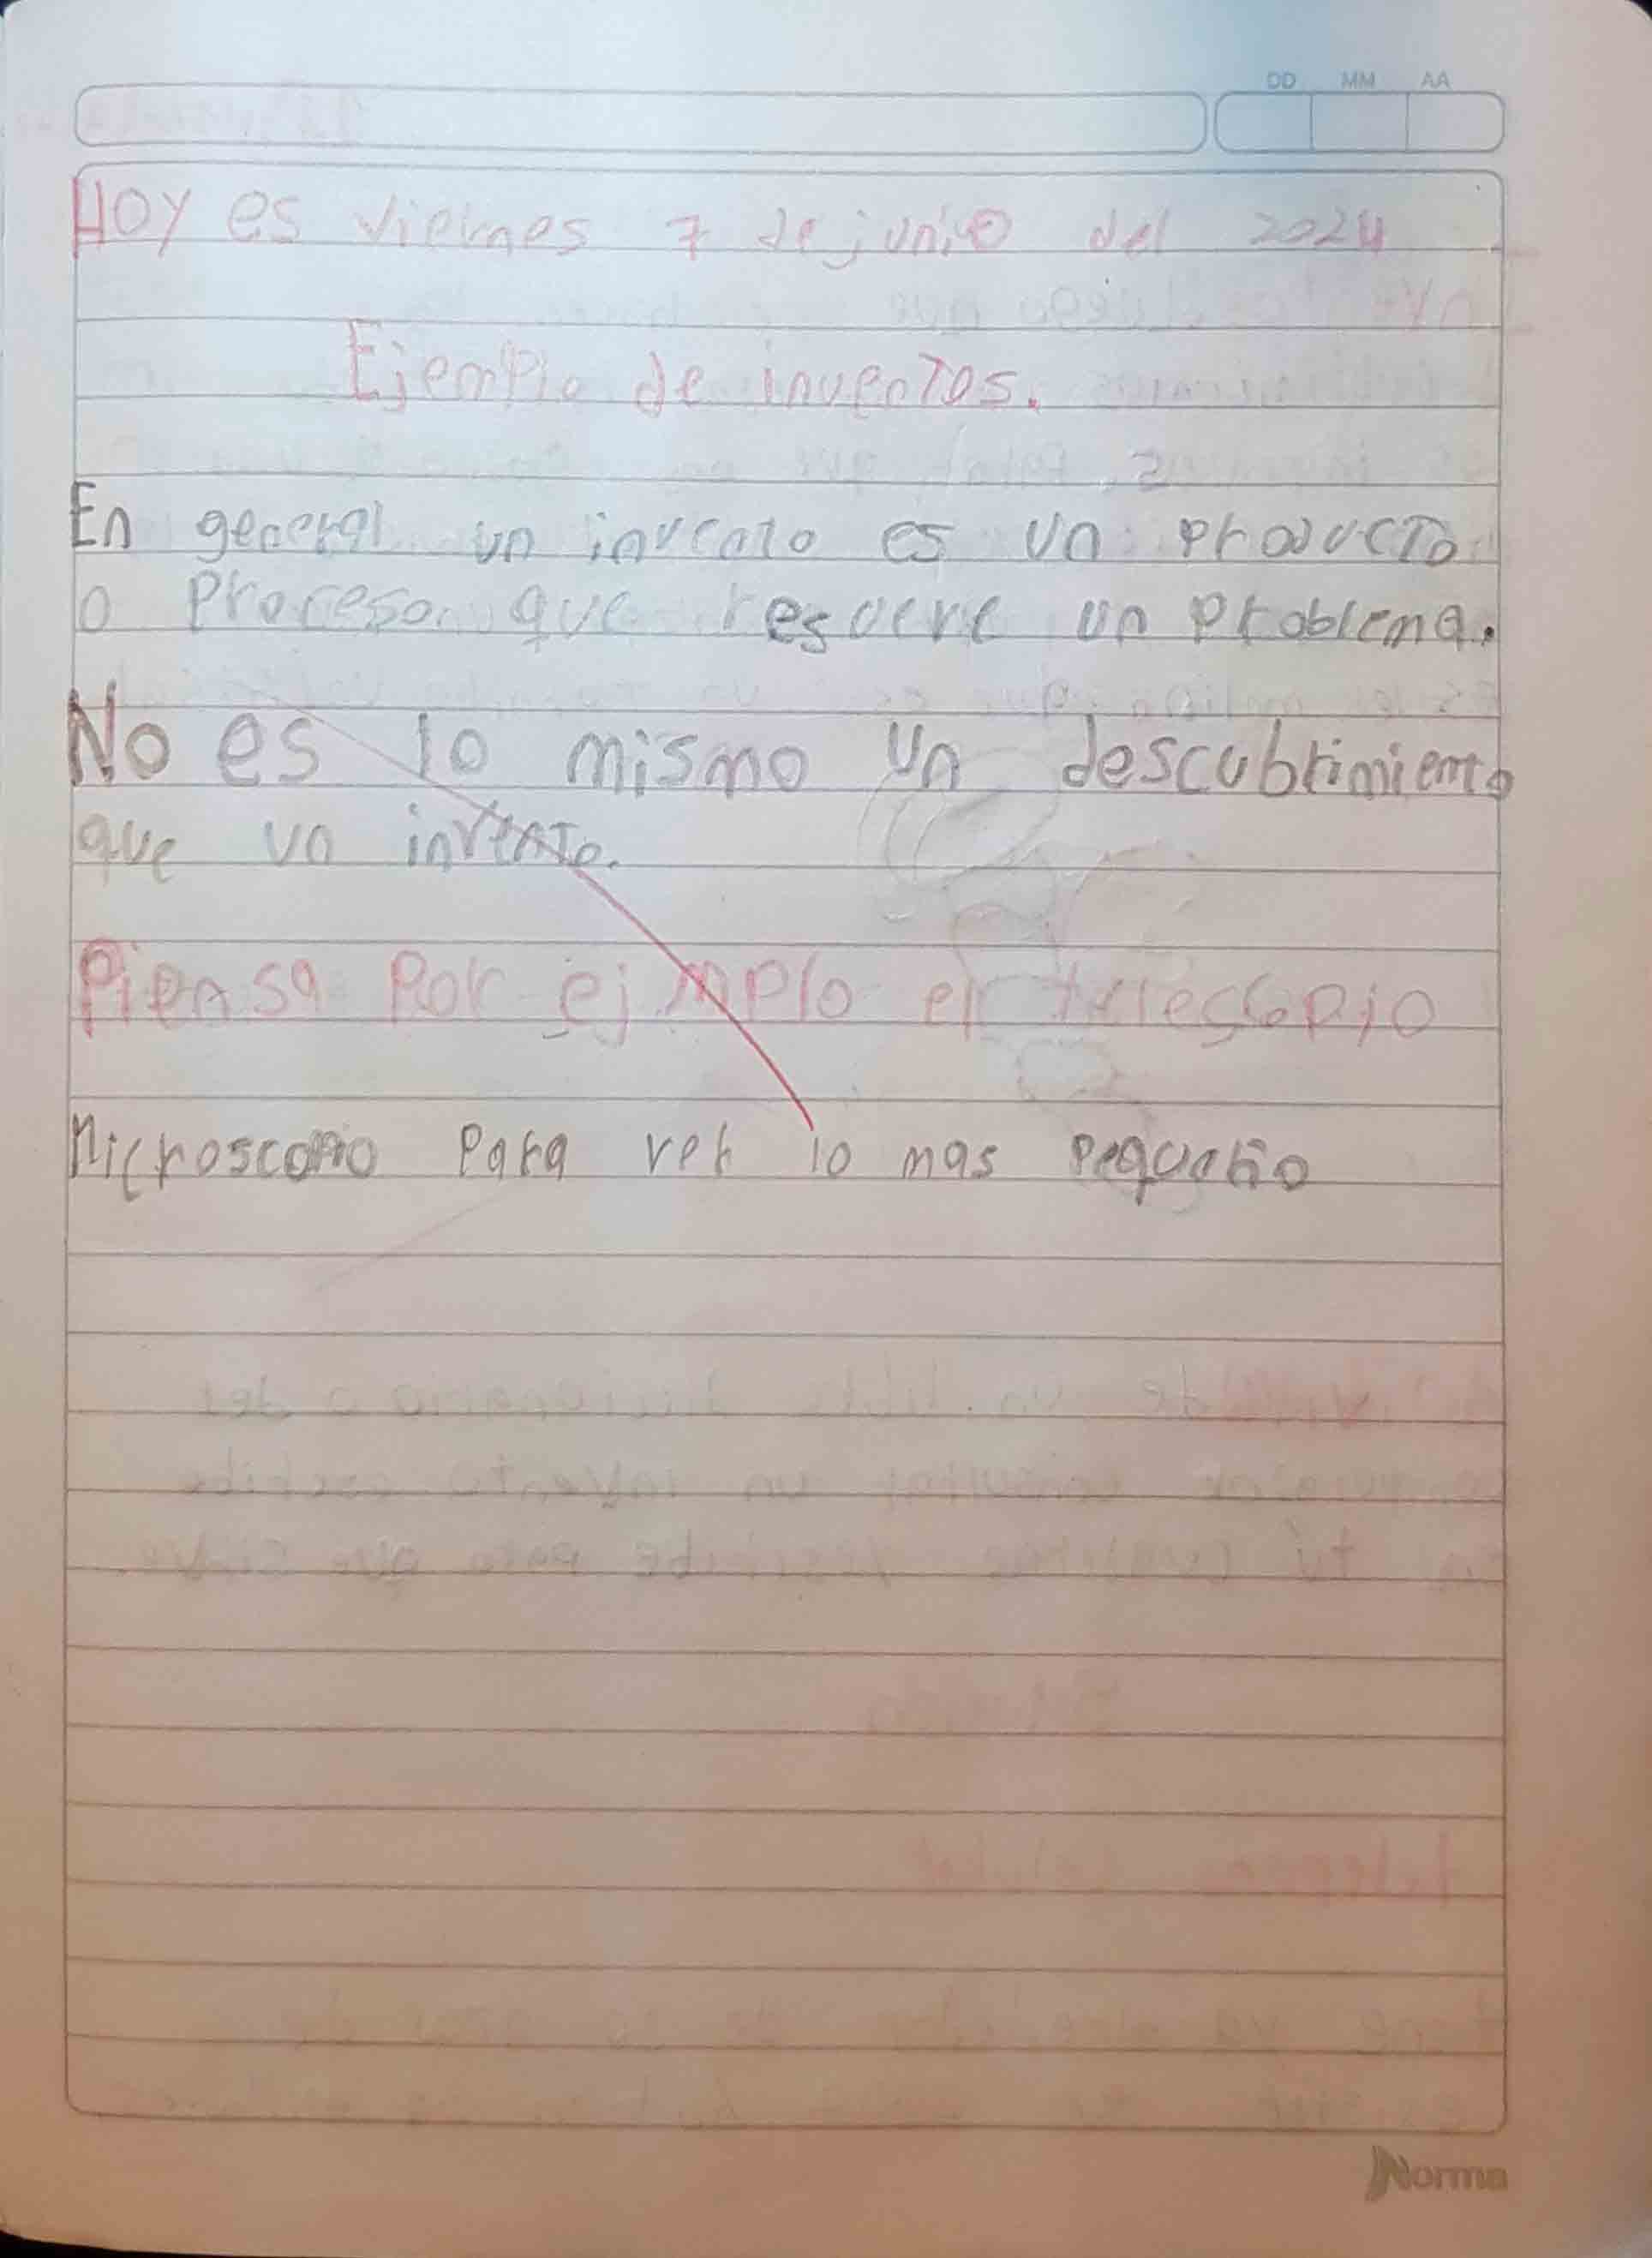 DD MM AA
Hoy es viernes 7 de junio del 2024
Ejemplo de inventos.
En general un invento es un producto
o proceso que resuerve un problema.
No es lo mismo un descubrimiento
que un invento.
Piensa por ejmplo el telescopio
Microscopio para ver lo mas pequeño
Norma